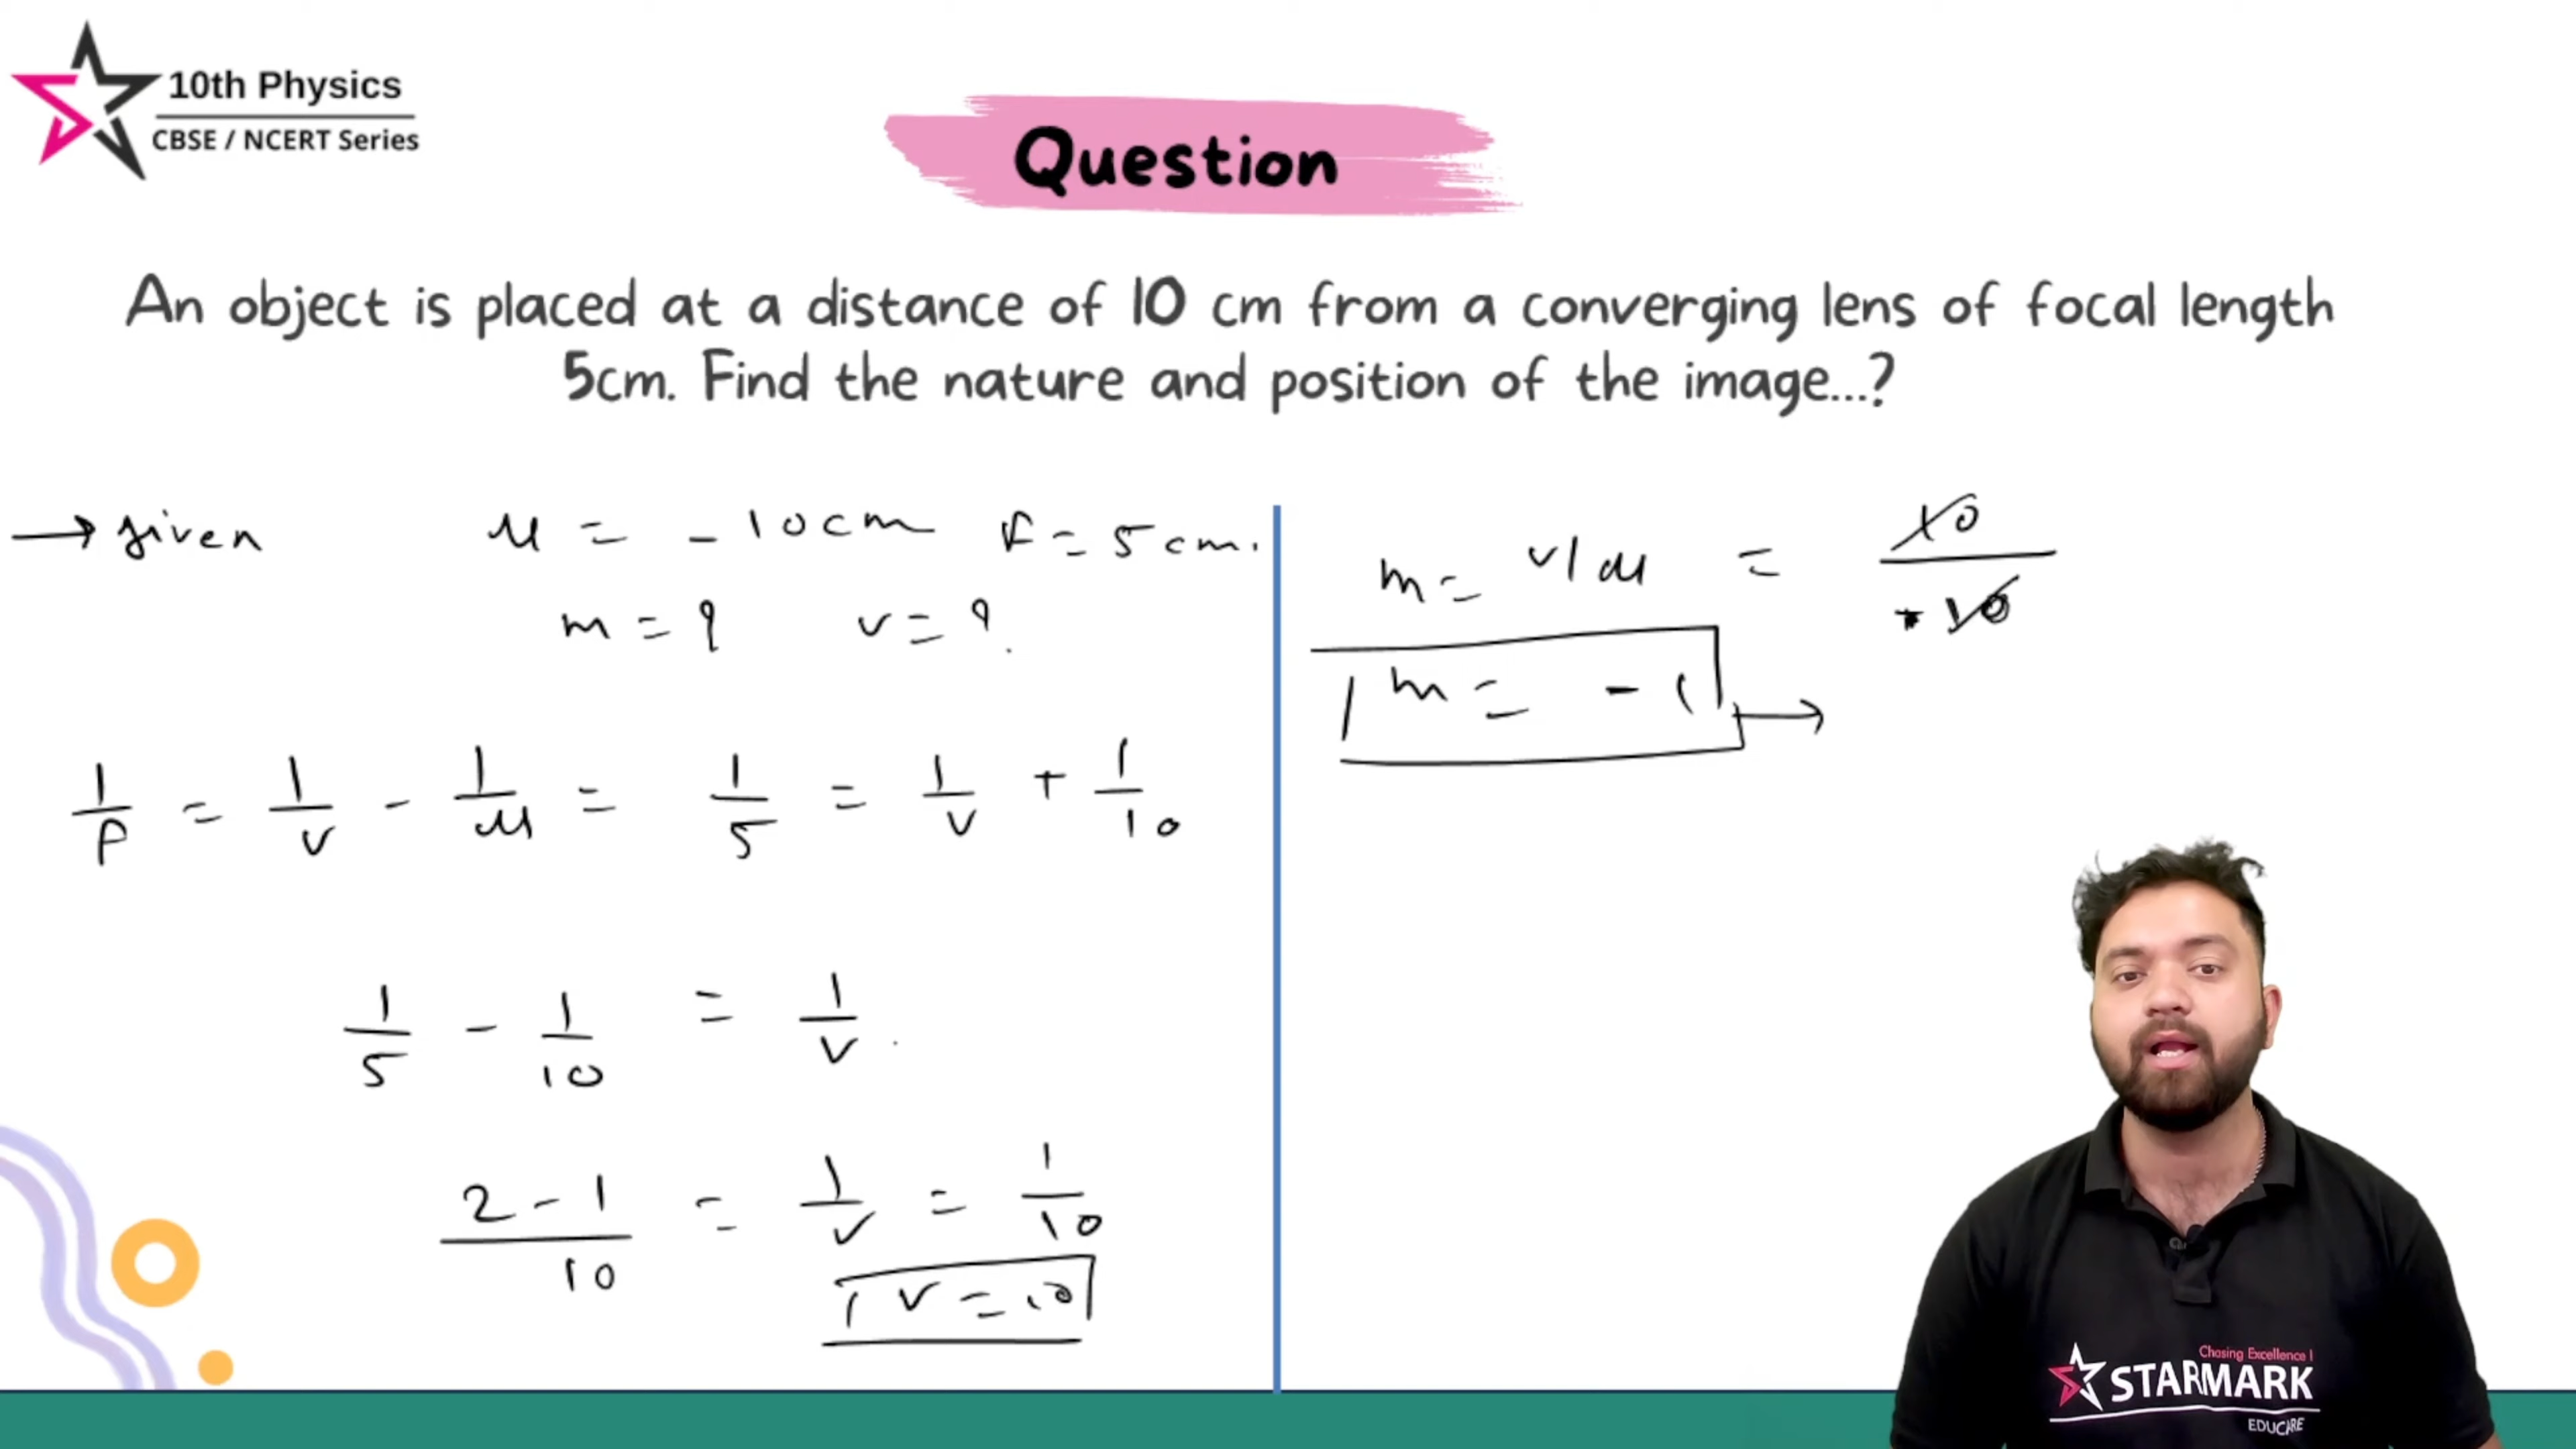 10th Physics
CBSE / NCERT Series
Question
An object is placed at a distance of 10 cm from a converging lens of focal length
5cm. Find the nature and position of the image...?
→ given u = - 10cm f = 5cm.
m = ? v = ?
1/f = 1/v - 1/u = 1/5 = 1/v + 1/10
1/5 - 1/10 = 1/v
2 - 1/10 = 1/v = 1/10
v = 10
m = v/u = 10/-10
m = -1 →
Chasing Excellence !
STARMARK
EDUCARE